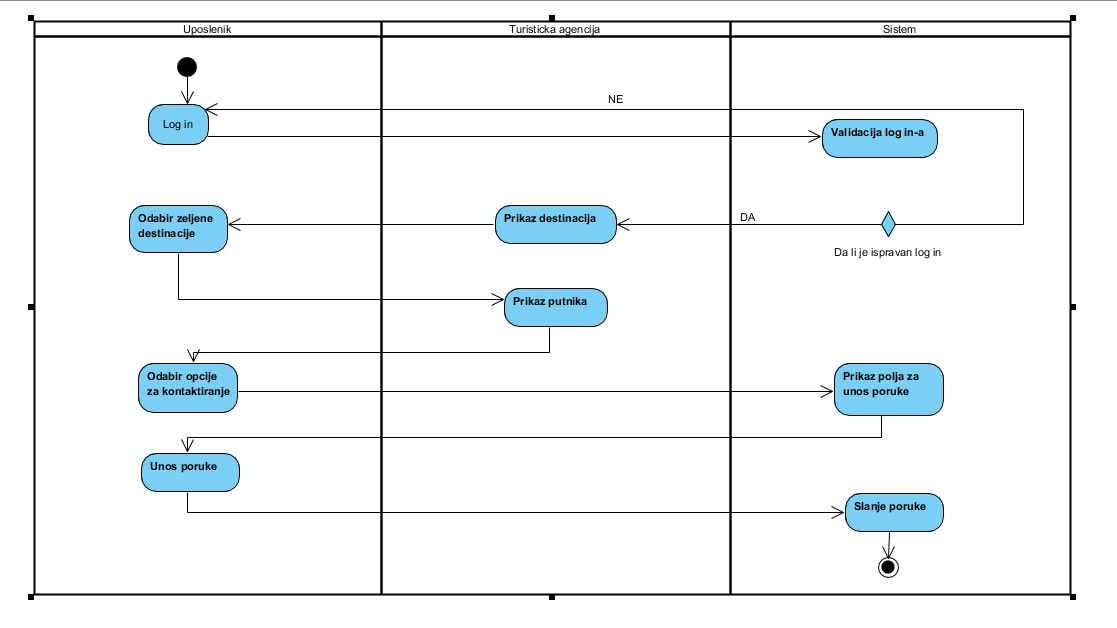 Uposlenik
Turisticka agencija
Sistem
NE
Log in
Validacija log in-a
Odabir zeljene
destinacije
Prikaz destinacija
DA
Da li je ispravan log in
Prikaz putnika
Odabir opcije
za kontaktiranje
Prikaz polja za
unos poruke
Unos poruke
Slanje poruke